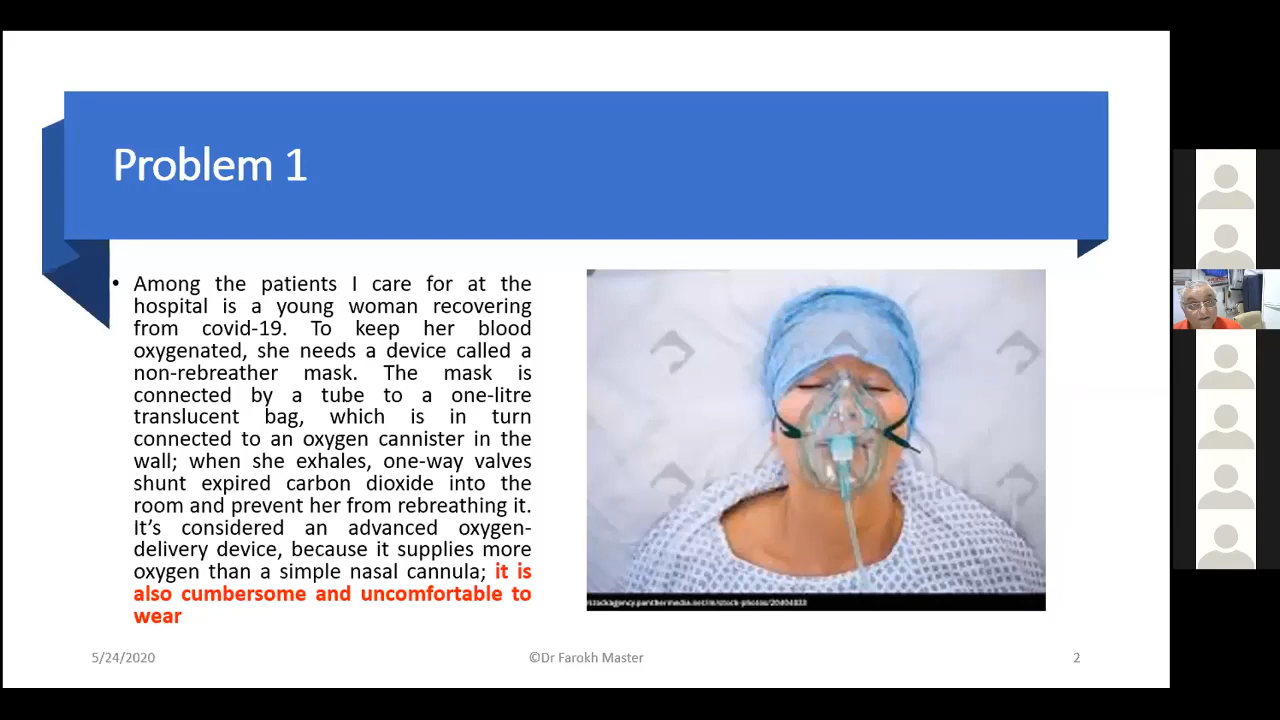 Problem 1
• Among the patients I care for at the
hospital is a young woman recovering
from covid-19. To keep her blood
oxygenated, she needs a device called a
non-rebreather mask. The mask is
connected by a tube to a one-litre
translucent bag, which is in turn
connected to an oxygen cannister in the
wall; when she exhales, one-way valves
shunt expired carbon dioxide into the
room and prevent her from rebreathing it.
It’s considered an advanced oxygen-
delivery device, because it supplies more
oxygen than a simple nasal cannula; it is
also cumbersome and uncomfortable to
wear
5/24/2020
©Dr Farokh Master
2